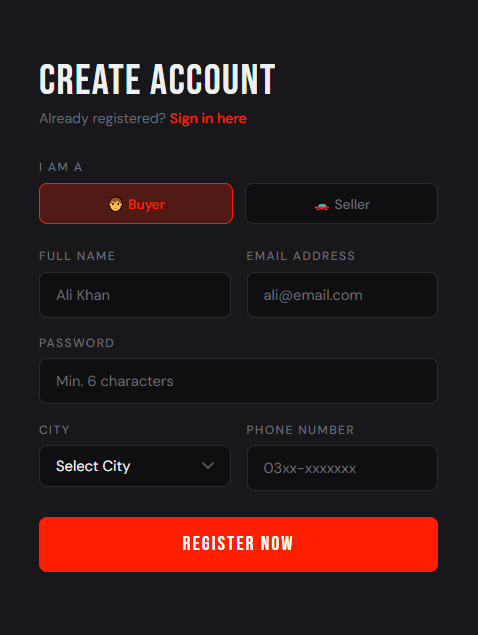 CREATE ACCOUNT
Already registered? Sign in here
I AM A
Buyer
Seller
FULL NAME
EMAIL ADDRESS
Ali Khan
ali@email.com
PASSWORD
Min. 6 characters
CITY
PHONE NUMBER
Select City
03xx-xxxxxxx
REGISTER NOW